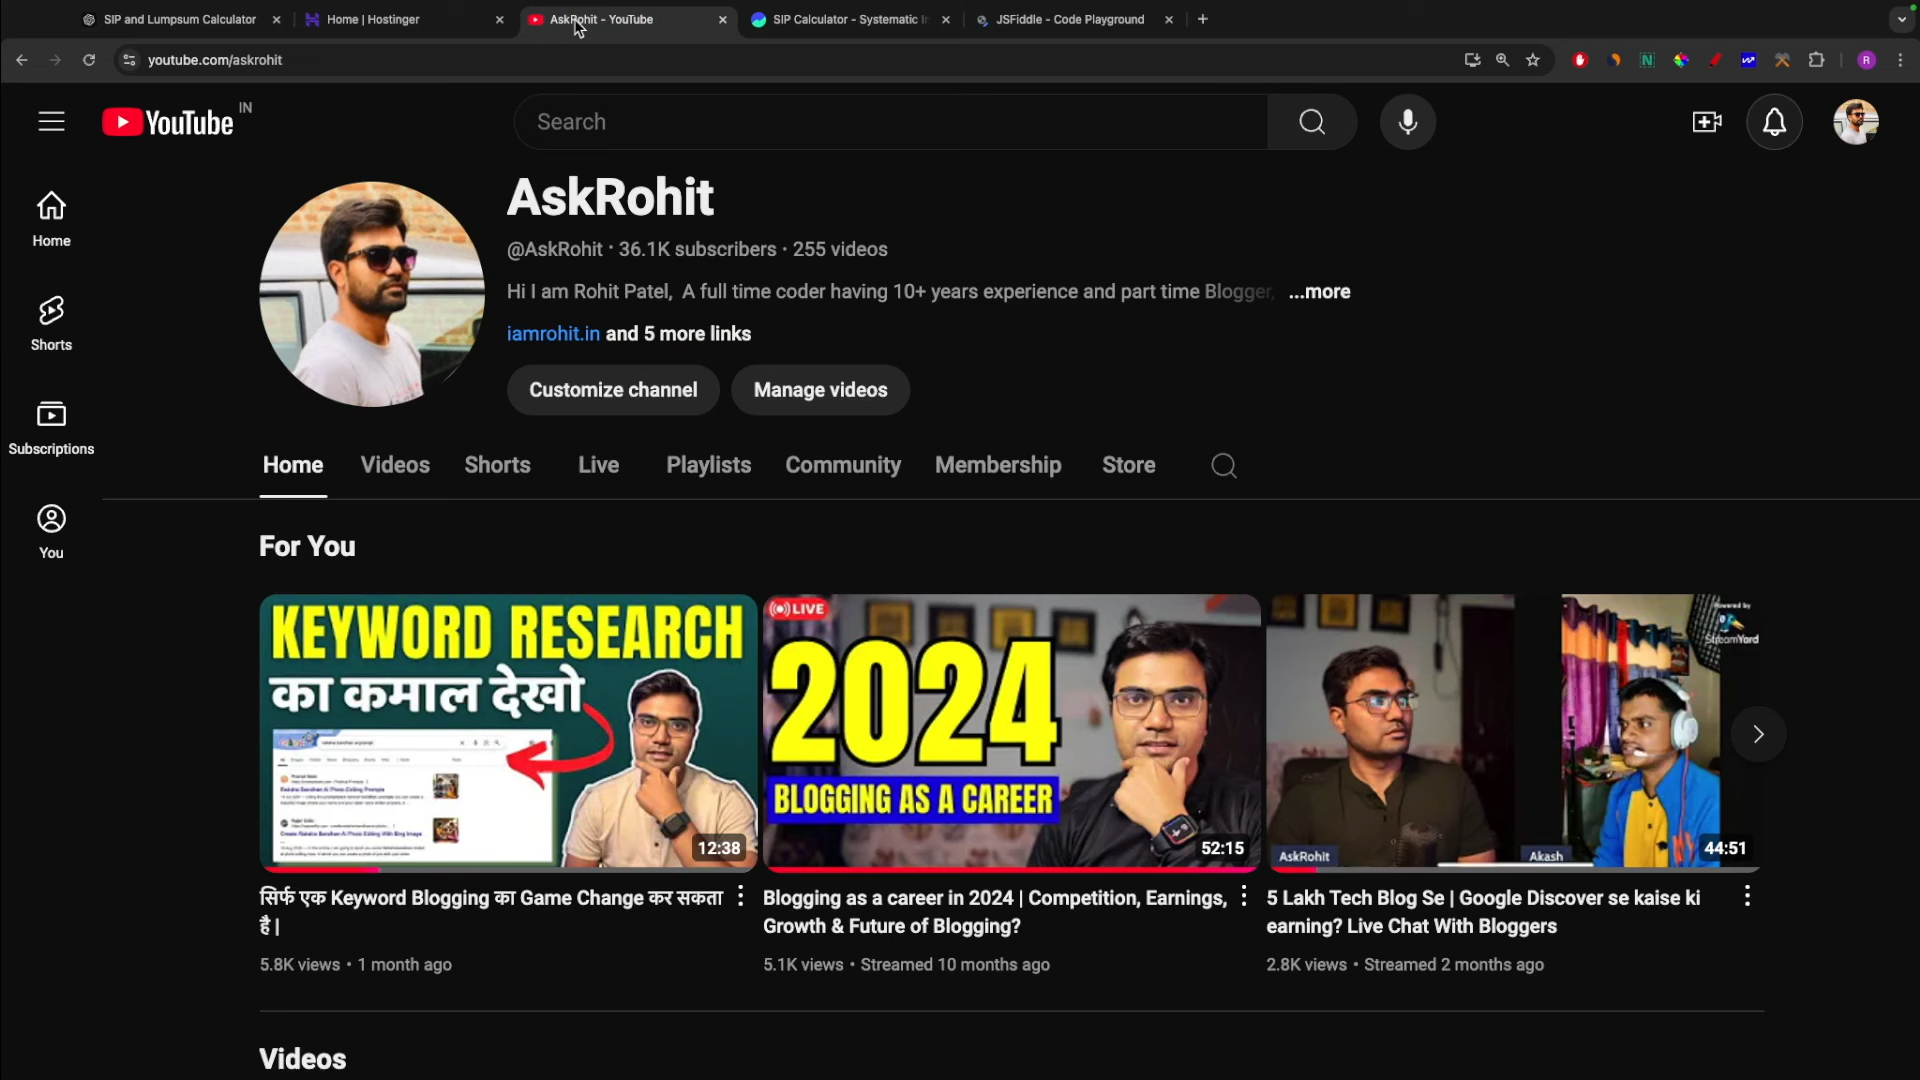 SIP and Lumpsum Calculator
Home | Hostinger
AskRohit - YouTube
SIP Calculator - Systematic I
JSFiddle - Code Playground
youtube.com/askrohit
R
YouTube IN
Search
Home
Shorts
Subscriptions
You
AskRohit
@AskRohit · 36.1K subscribers · 255 videos
Hi I am Rohit Patel, A full time coder having 10+ years experience and part time Blogger, ...more
iamrohit.in and 5 more links
Customize channel
Manage videos
Home Videos Shorts Live Playlists Community Membership Store
For You
KEYWORD RESEARCH
का कमाल देखो
12:38
LIVE
2024
BLOGGING AS A CAREER
52:15
Powered by
StreamYard
AskRohit
Akash
44:51
सिर्फ एक Keyword Blogging का Game Change कर सकता
है |
5.8K views · 1 month ago
Blogging as a career in 2024 | Competition, Earnings,
Growth & Future of Blogging?
5.1K views · Streamed 10 months ago
5 Lakh Tech Blog Se | Google Discover se kaise ki
earning? Live Chat With Bloggers
2.8K views · Streamed 2 months ago
Videos